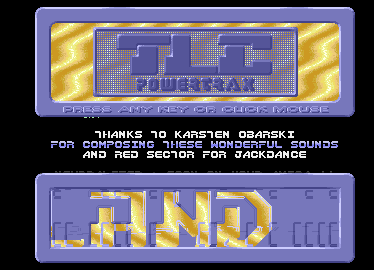 TLC
POWERTRAX
PRESS ANY KEY OR CLICK MOUSE
THANKS TO KARSTEN OBARSKI
FOR COMPOSING THESE WONDERFUL SOUNDS
AND RED SECTOR FOR JACKDANCE
AND